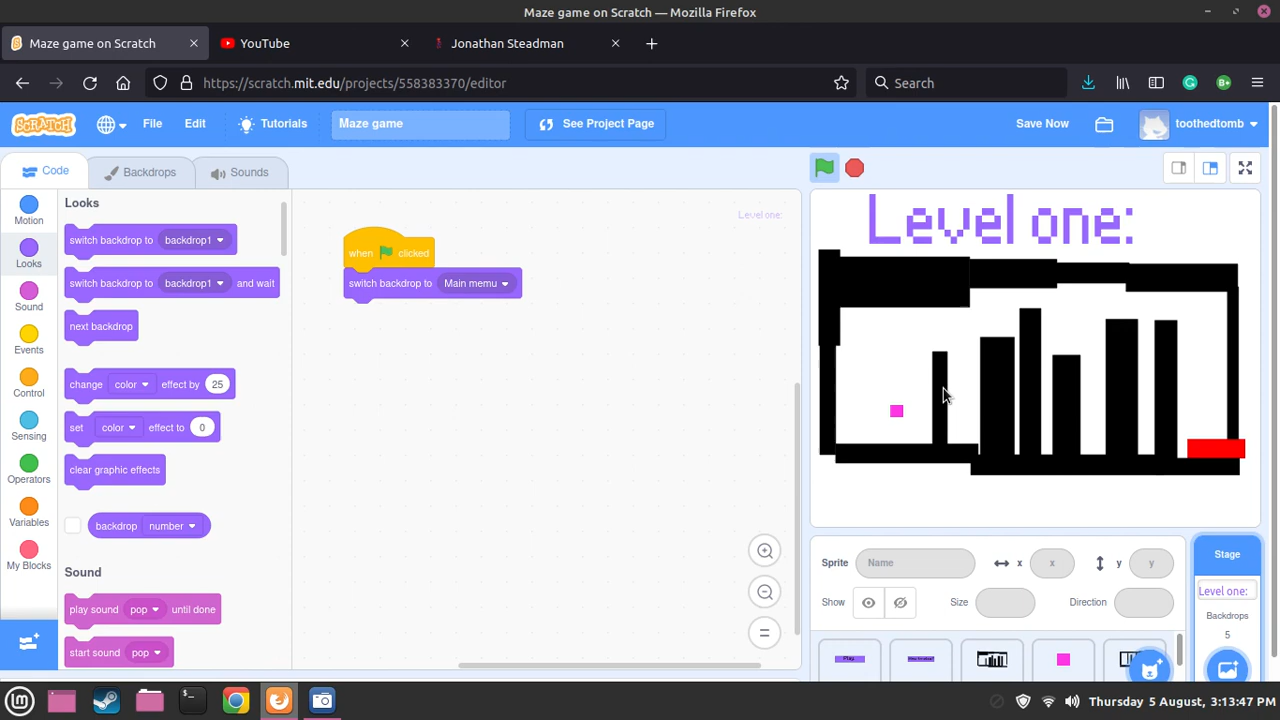 Maze game on Scratch — Mozilla Firefox
Maze game on Scratch
YouTube
Jonathan Steadman
https://scratch.mit.edu/projects/558383370/editor
Search
SCRATCH
File
Edit
Tutorials
Maze game
See Project Page
Save Now
toothedtomb
Code
Backdrops
Sounds
Motion
Looks
Sound
Events
Control
Sensing
Operators
Variables
My Blocks
Looks
switch backdrop to backdrop1
switch backdrop to backdrop1 and wait
next backdrop
change color effect by 25
set color effect to 0
clear graphic effects
backdrop number
Sound
play sound pop until done
start sound pop
Level one:
when clicked
switch backdrop to Main memu
Level one:
Sprite Name x x y y
Show Size Direction
Stage
Level one:
Backdrops
5
Play
Thursday 5 August, 3:13:47 PM